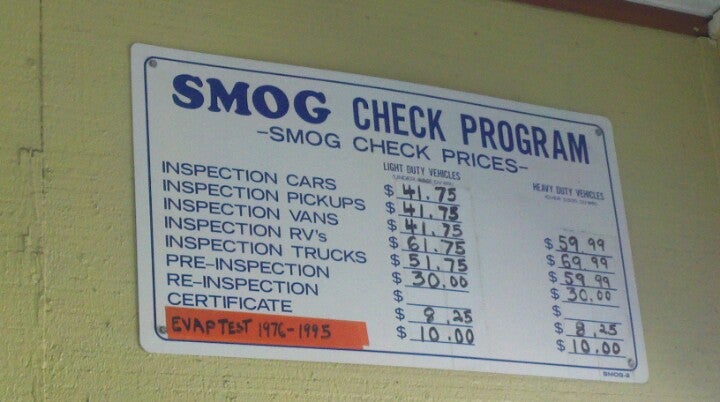 SMOG CHECK PROGRAM
-SMOG CHECK PRICES-
LIGHT DUTY VEHICLES HEAVY DUTY VEHICLES
INSPECTION CARS $ 41.75
INSPECTION PICKUPS $ 41.75
INSPECTION VANS $ 41.75 $ 59.99
INSPECTION RV's $ 61.75 $ 69.99
INSPECTION TRUCKS $ 51.75 $ 59.99
PRE-INSPECTION $ 30.00 $ 30.00
RE-INSPECTION $ $
CERTIFICATE $ 8.25 $ 8.25
EVAP TEST 1976-1995 $ 10.00 $ 10.00